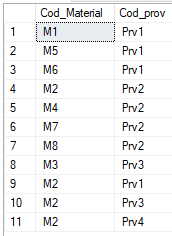 Cod_Material Cod_prov
1 M1 Prv1
2 M5 Prv1
3 M6 Prv1
4 M2 Prv2
5 M4 Prv2
6 M7 Prv2
7 M8 Prv2
8 M3 Prv3
9 M2 Prv1
10 M2 Prv3
11 M2 Prv4